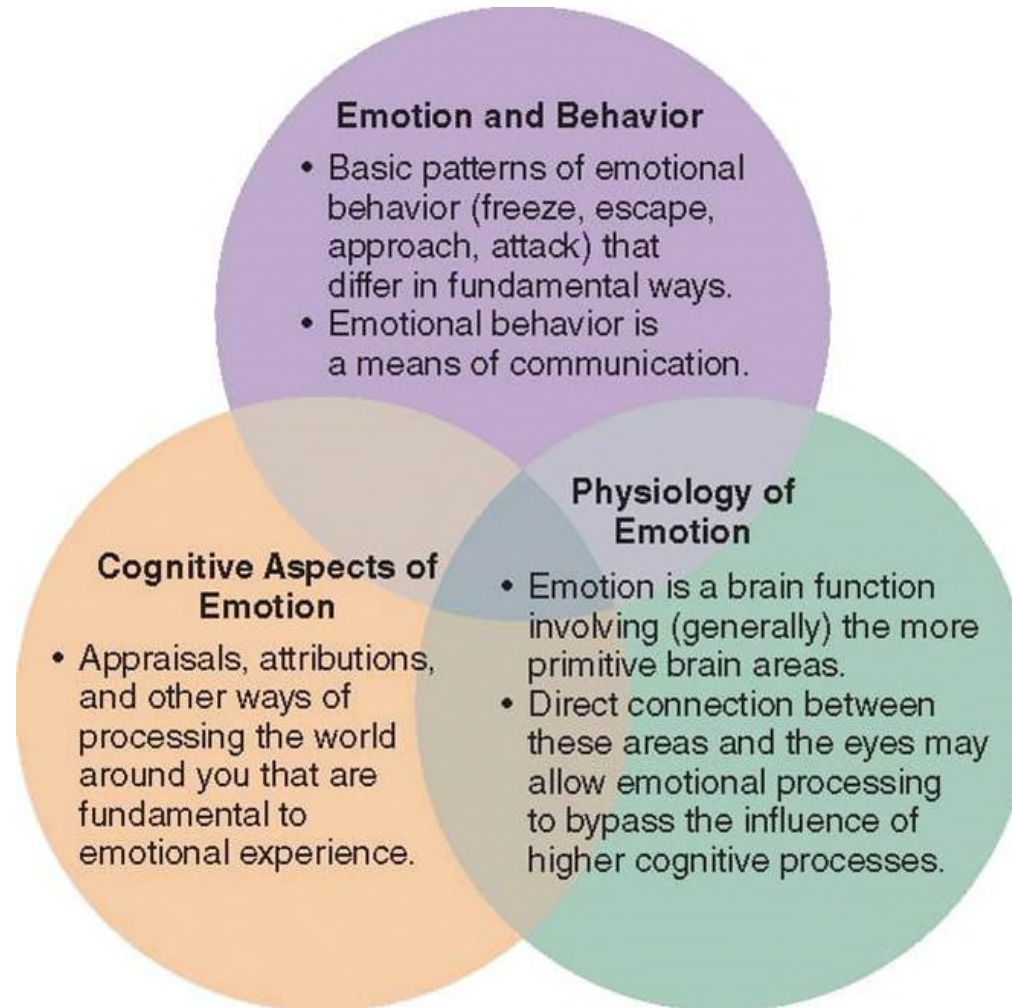 Emotion and Behavior
• Basic patterns of emotional
behavior (freeze, escape,
approach, attack) that
differ in fundamental ways.
• Emotional behavior is
a means of communication.
Cognitive Aspects of
Emotion
• Appraisals, attributions,
and other ways of
processing the world
around you that are
fundamental to
emotional experience.
Physiology of
Emotion
• Emotion is a brain function
involving (generally) the more
primitive brain areas.
• Direct connection between
these areas and the eyes may
allow emotional processing
to bypass the influence of
higher cognitive processes.